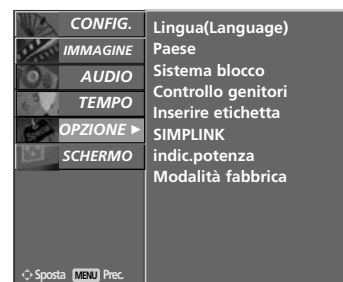 CONFIG.
IMMAGINE
AUDIO
TEMPO
OPZIONE ►
SCHERMO
Lingua(Language)
Paese
Sistema blocco
Controllo genitori
Inserire etichetta
SIMPLINK
indic.potenza
Modalità fabbrica
Sposta MENU Prec.